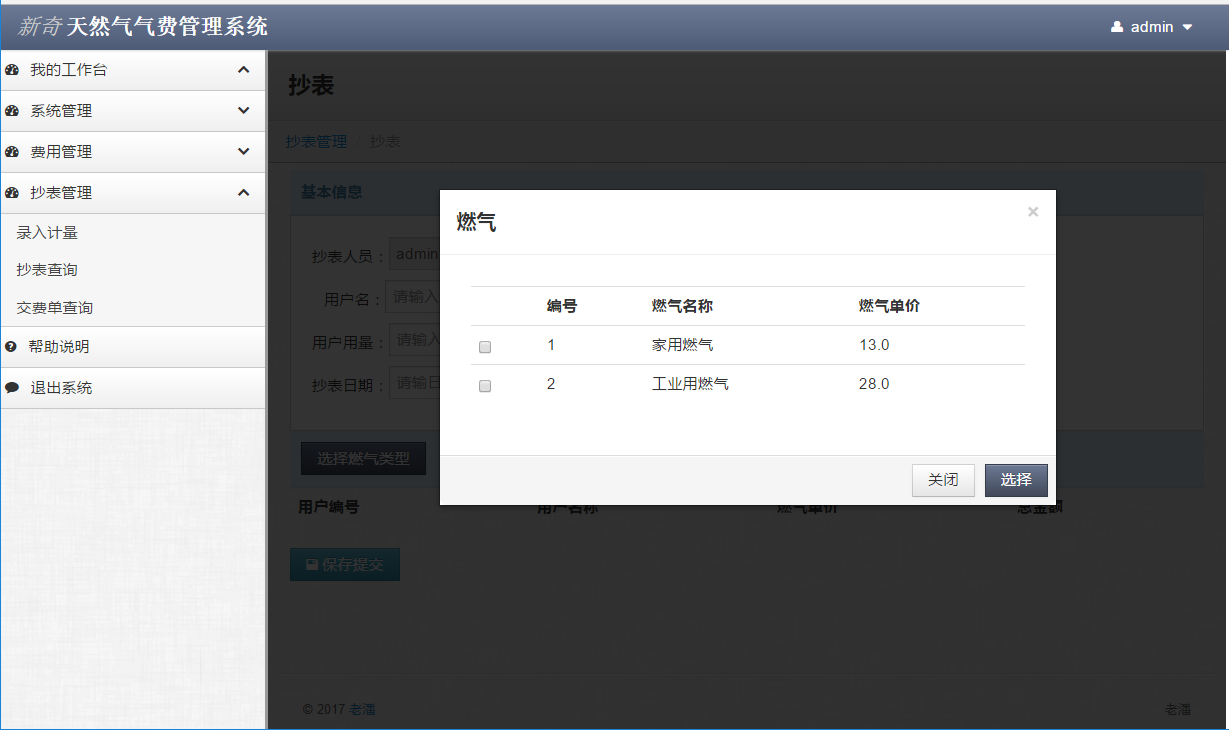 新奇 天然气气费管理系统
admin
我的工作台
系统管理
费用管理
抄表管理
录入计量
抄表查询
交费单查询
帮助说明
退出系统
抄表
抄表管理 / 抄表
基本信息
抄表人员： admin
用户名： 请输入
用户用量： 请输入
抄表日期： 请输日
选择燃气类型
用户编号 用户名称 燃气单价 总金额
保存提交
燃气 ×
编号 燃气名称 燃气单价
1 家用燃气 13.0
2 工业用燃气 28.0
关闭 选择
© 2017 老潘
老潘